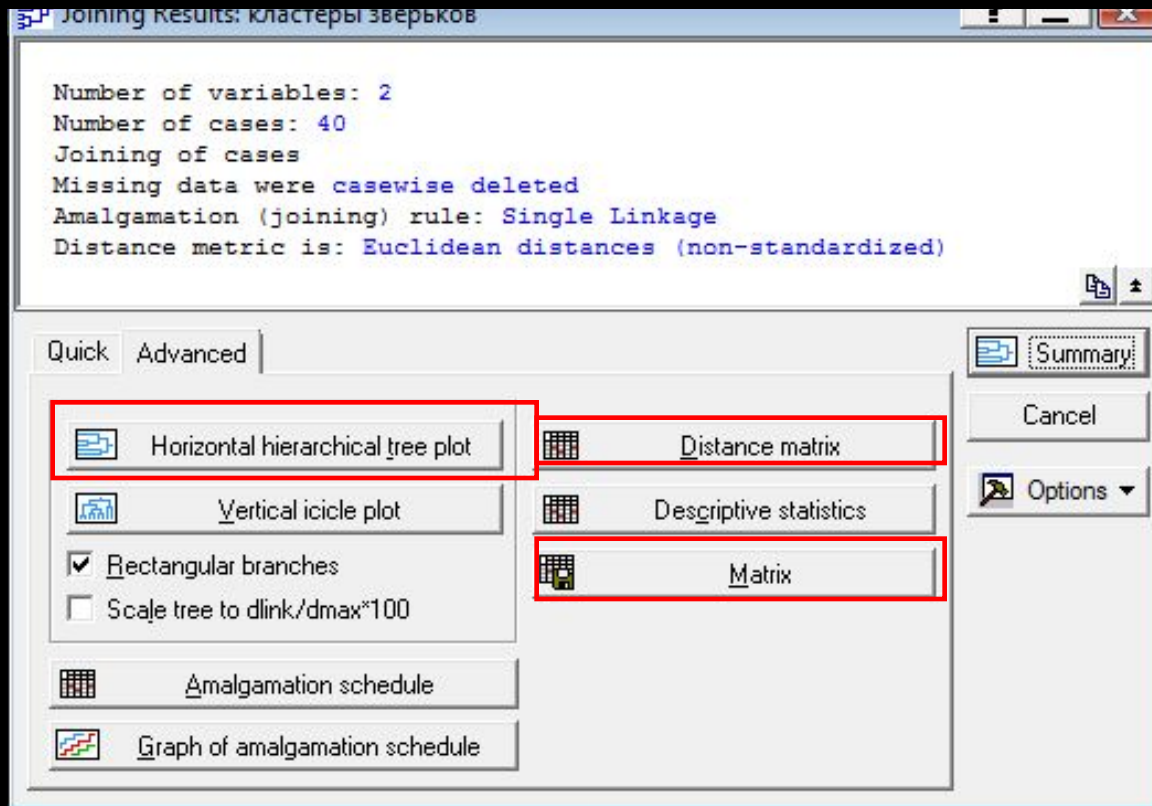 Joining Results: кластеры зверьков
Number of variables: 2
Number of cases: 40
Joining of cases
Missing data were casewise deleted
Amalgamation (joining) rule: Single Linkage
Distance metric is: Euclidean distances (non-standardized)
Quick Advanced
Summary
Cancel
Options
Horizontal hierarchical tree plot
Distance matrix
Vertical icicle plot
Descriptive statistics
Rectangular branches
Matrix
Scale tree to dlink/dmax*100
Amalgamation schedule
Graph of amalgamation schedule